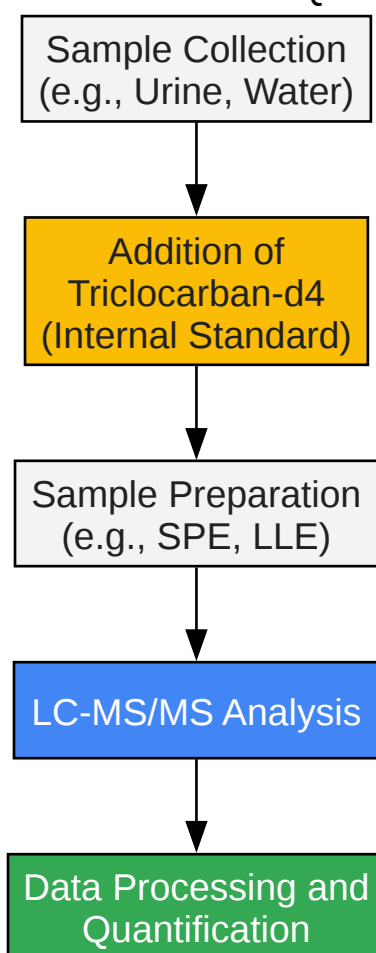 Sample Collection
(e.g., Urine, Water)
Addition of
Triclocarban-d4
(Internal Standard)
Sample Preparation
(e.g., SPE, LLE)
LC-MS/MS Analysis
Data Processing and
Quantification